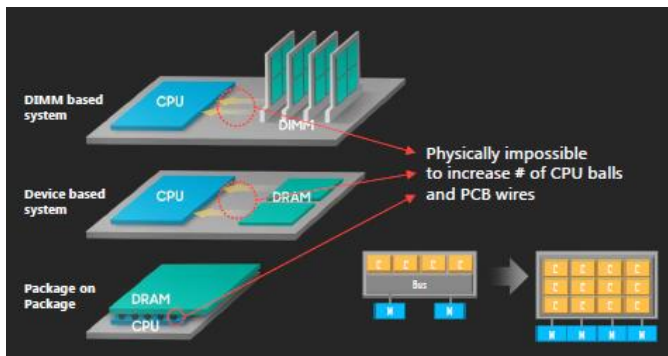 DIMM based
system
CPU
DIMM
Physically impossible
to increase # of CPU balls
and PCB wires
Device based
system
CPU
DRAM
Package on
Package
DRAM
CPU
C C C C
Bus
M M
C C C C
C C C C
C C C C
M M M M